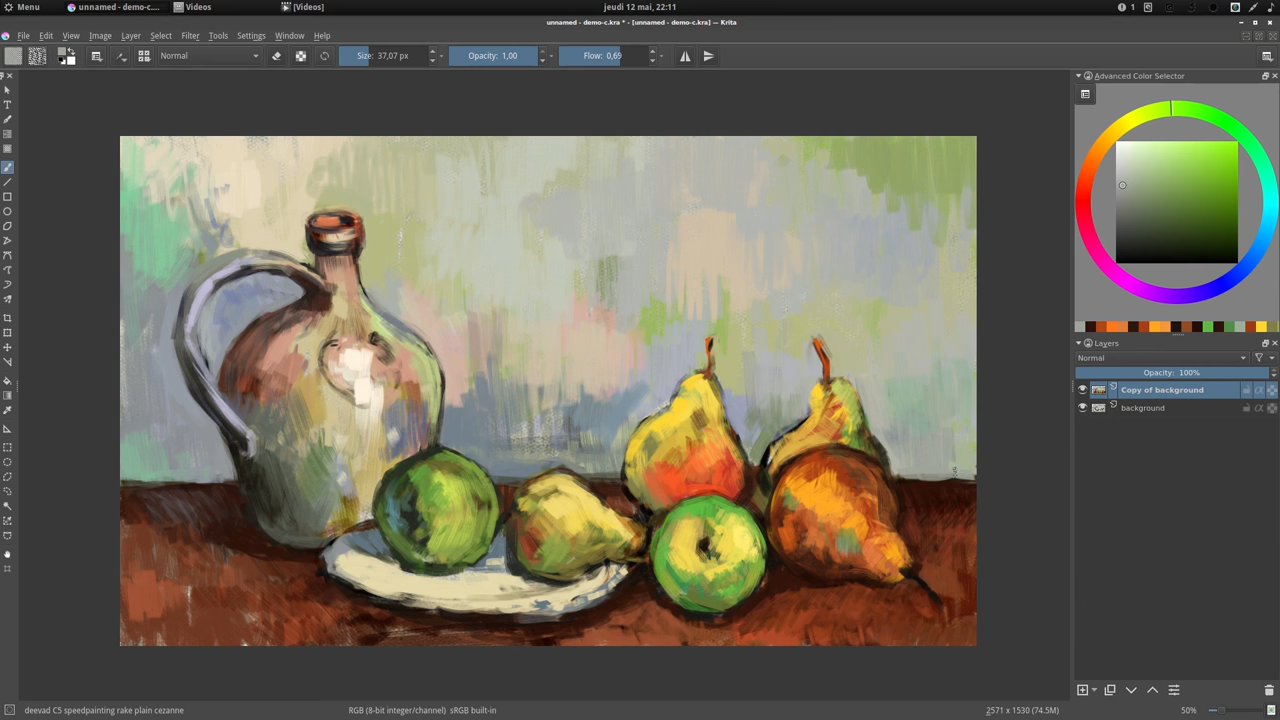 Menu unnamed - demo-c.... Videos [Videos] jeudi 12 mai, 22:11 1
unnamed - demo-c.kra * - [unnamed - demo-c.kra] — Krita
File Edit View Image Layer Select Filter Tools Settings Window Help
Normal Size: 37,07 px Opacity: 1,00 Flow: 0,69
Advanced Color Selector
Layers
Normal
Opacity: 100%
Copy of background
background
deevad C5 speedpainting rake plain cezanne RGB (8-bit integer/channel) sRGB built-in 2571 x 1530 (74.5M) 50%